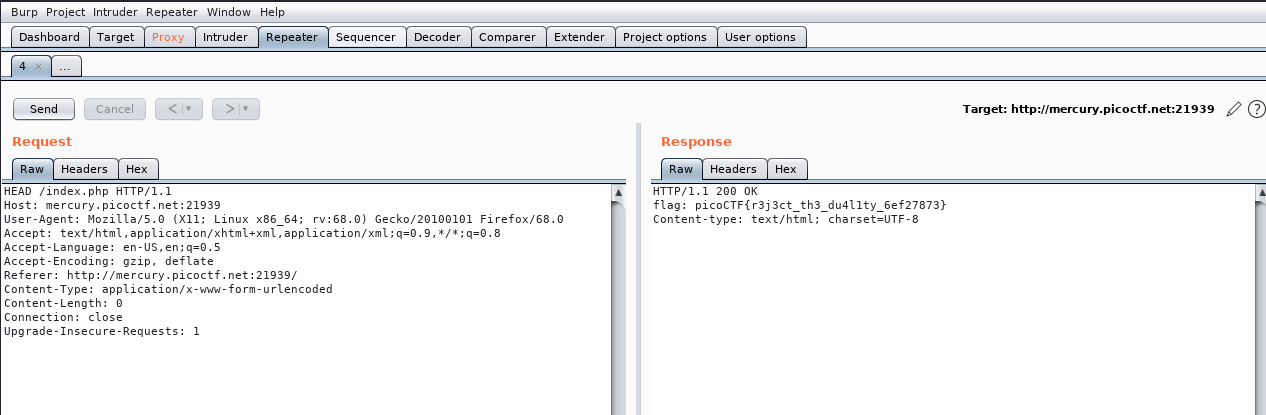 Burp Project Intruder Repeater Window Help
Dashboard Target Proxy Intruder Repeater Sequencer Decoder Comparer Extender Project options User options
4 × ...
Send Cancel < ▼ > ▼ Target: http://mercury.picoctf.net:21939 ?
Request
Raw Headers Hex
HEAD /index.php HTTP/1.1
Host: mercury.picoctf.net:21939
User-Agent: Mozilla/5.0 (X11; Linux x86_64; rv:68.0) Gecko/20100101 Firefox/68.0
Accept: text/html,application/xhtml+xml,application/xml;q=0.9,*/*;q=0.8
Accept-Language: en-US,en;q=0.5
Accept-Encoding: gzip, deflate
Referer: http://mercury.picoctf.net:21939/
Content-Type: application/x-www-form-urlencoded
Content-Length: 0
Connection: close
Upgrade-Insecure-Requests: 1
Response
Raw Headers Hex
HTTP/1.1 200 OK
flag: picoCTF{r3j3ct_th3_du4l1ty_6ef27873}
Content-type: text/html; charset=UTF-8